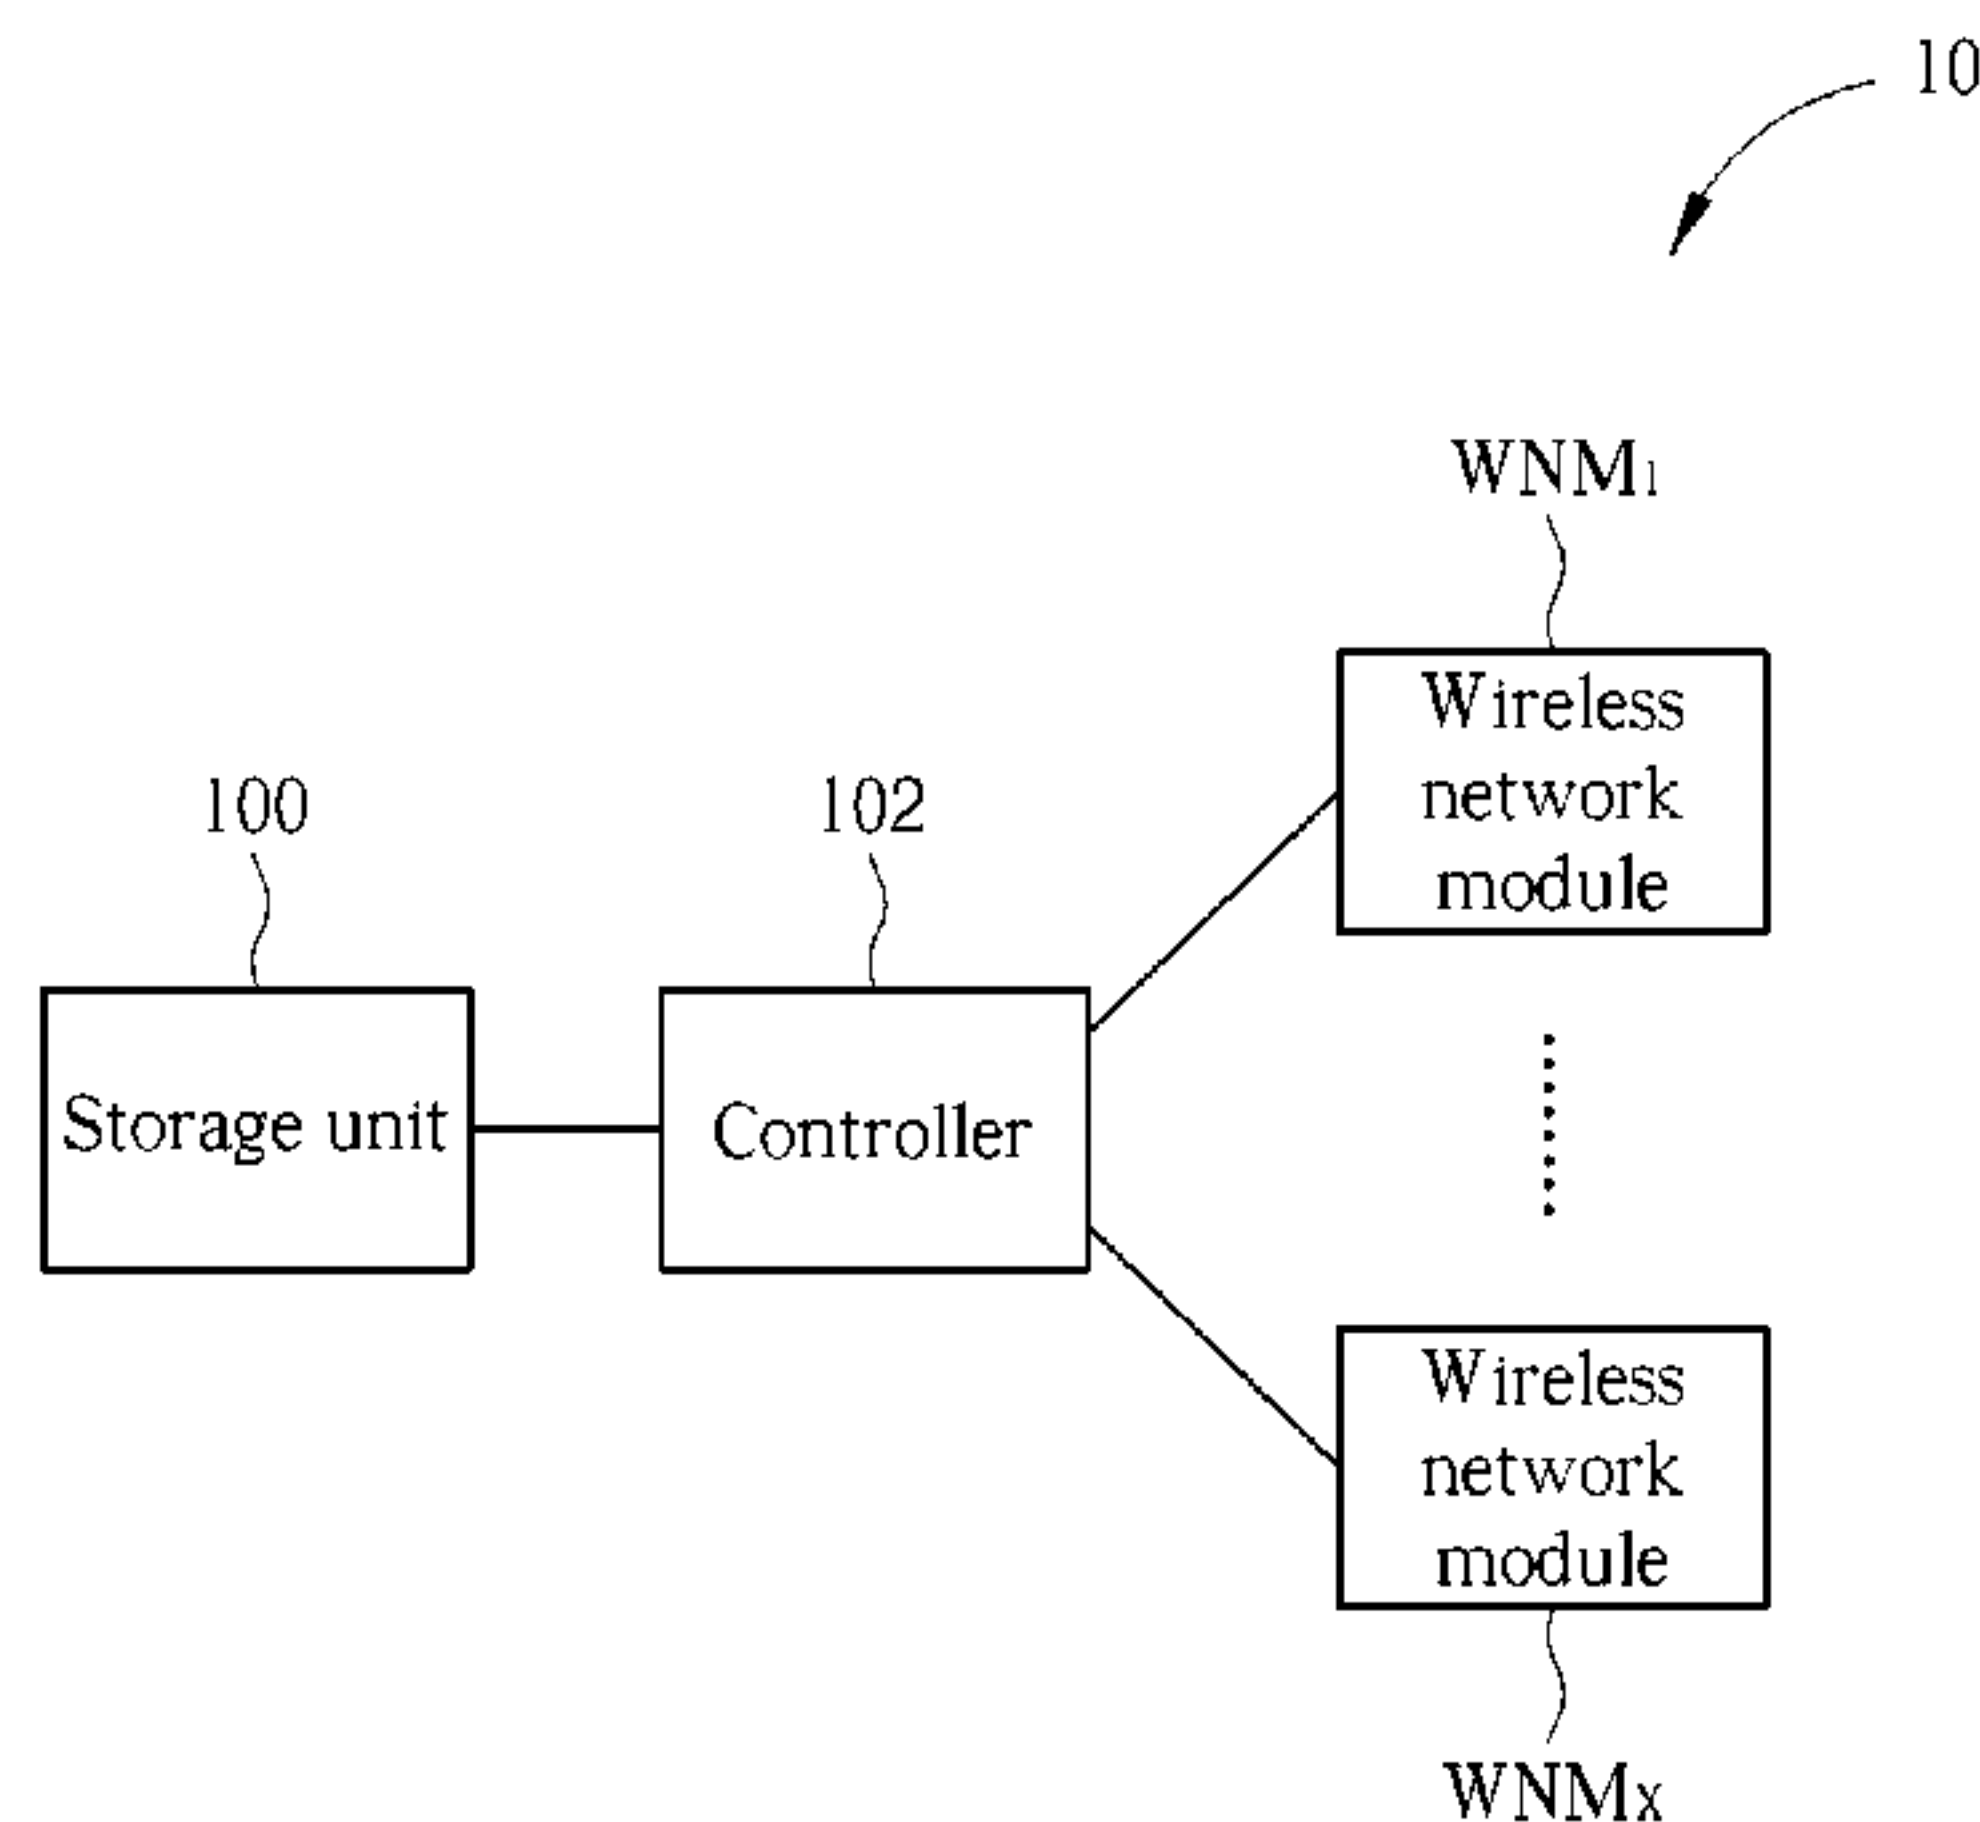 10
WNM1
Wireless
network
module
100
102
Storage unit
Controller
Wireless
network
module
WNMX